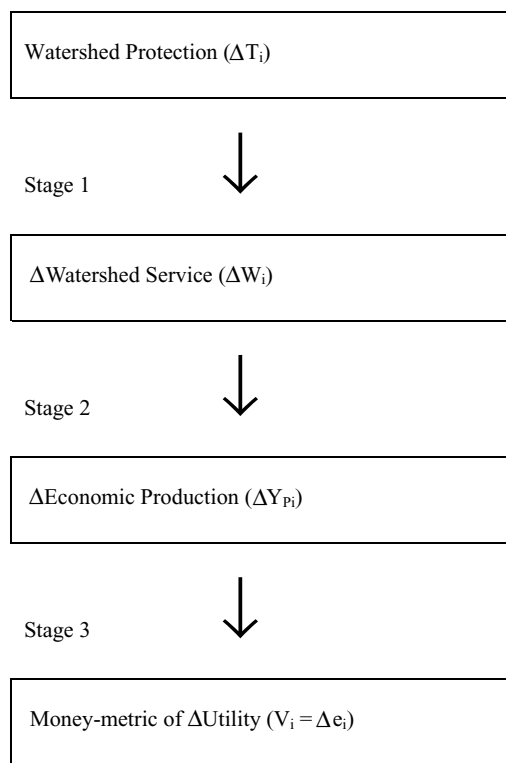 Watershed Protection (ΔTi)
Stage 1
ΔWatershed Service (ΔWi)
Stage 2
ΔEconomic Production (ΔYPi)
Stage 3
Money-metric of ΔUtility (Vi = Δei)